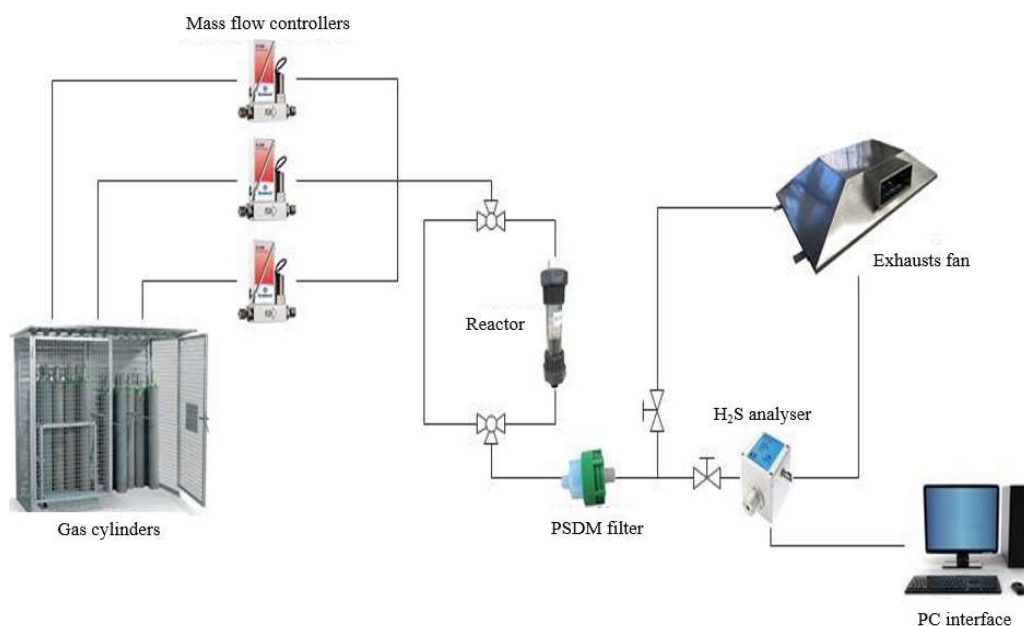 Mass flow controllers
Exhausts fan
Reactor
H₂S analyser
Gas cylinders
PSDM filter
PC interface